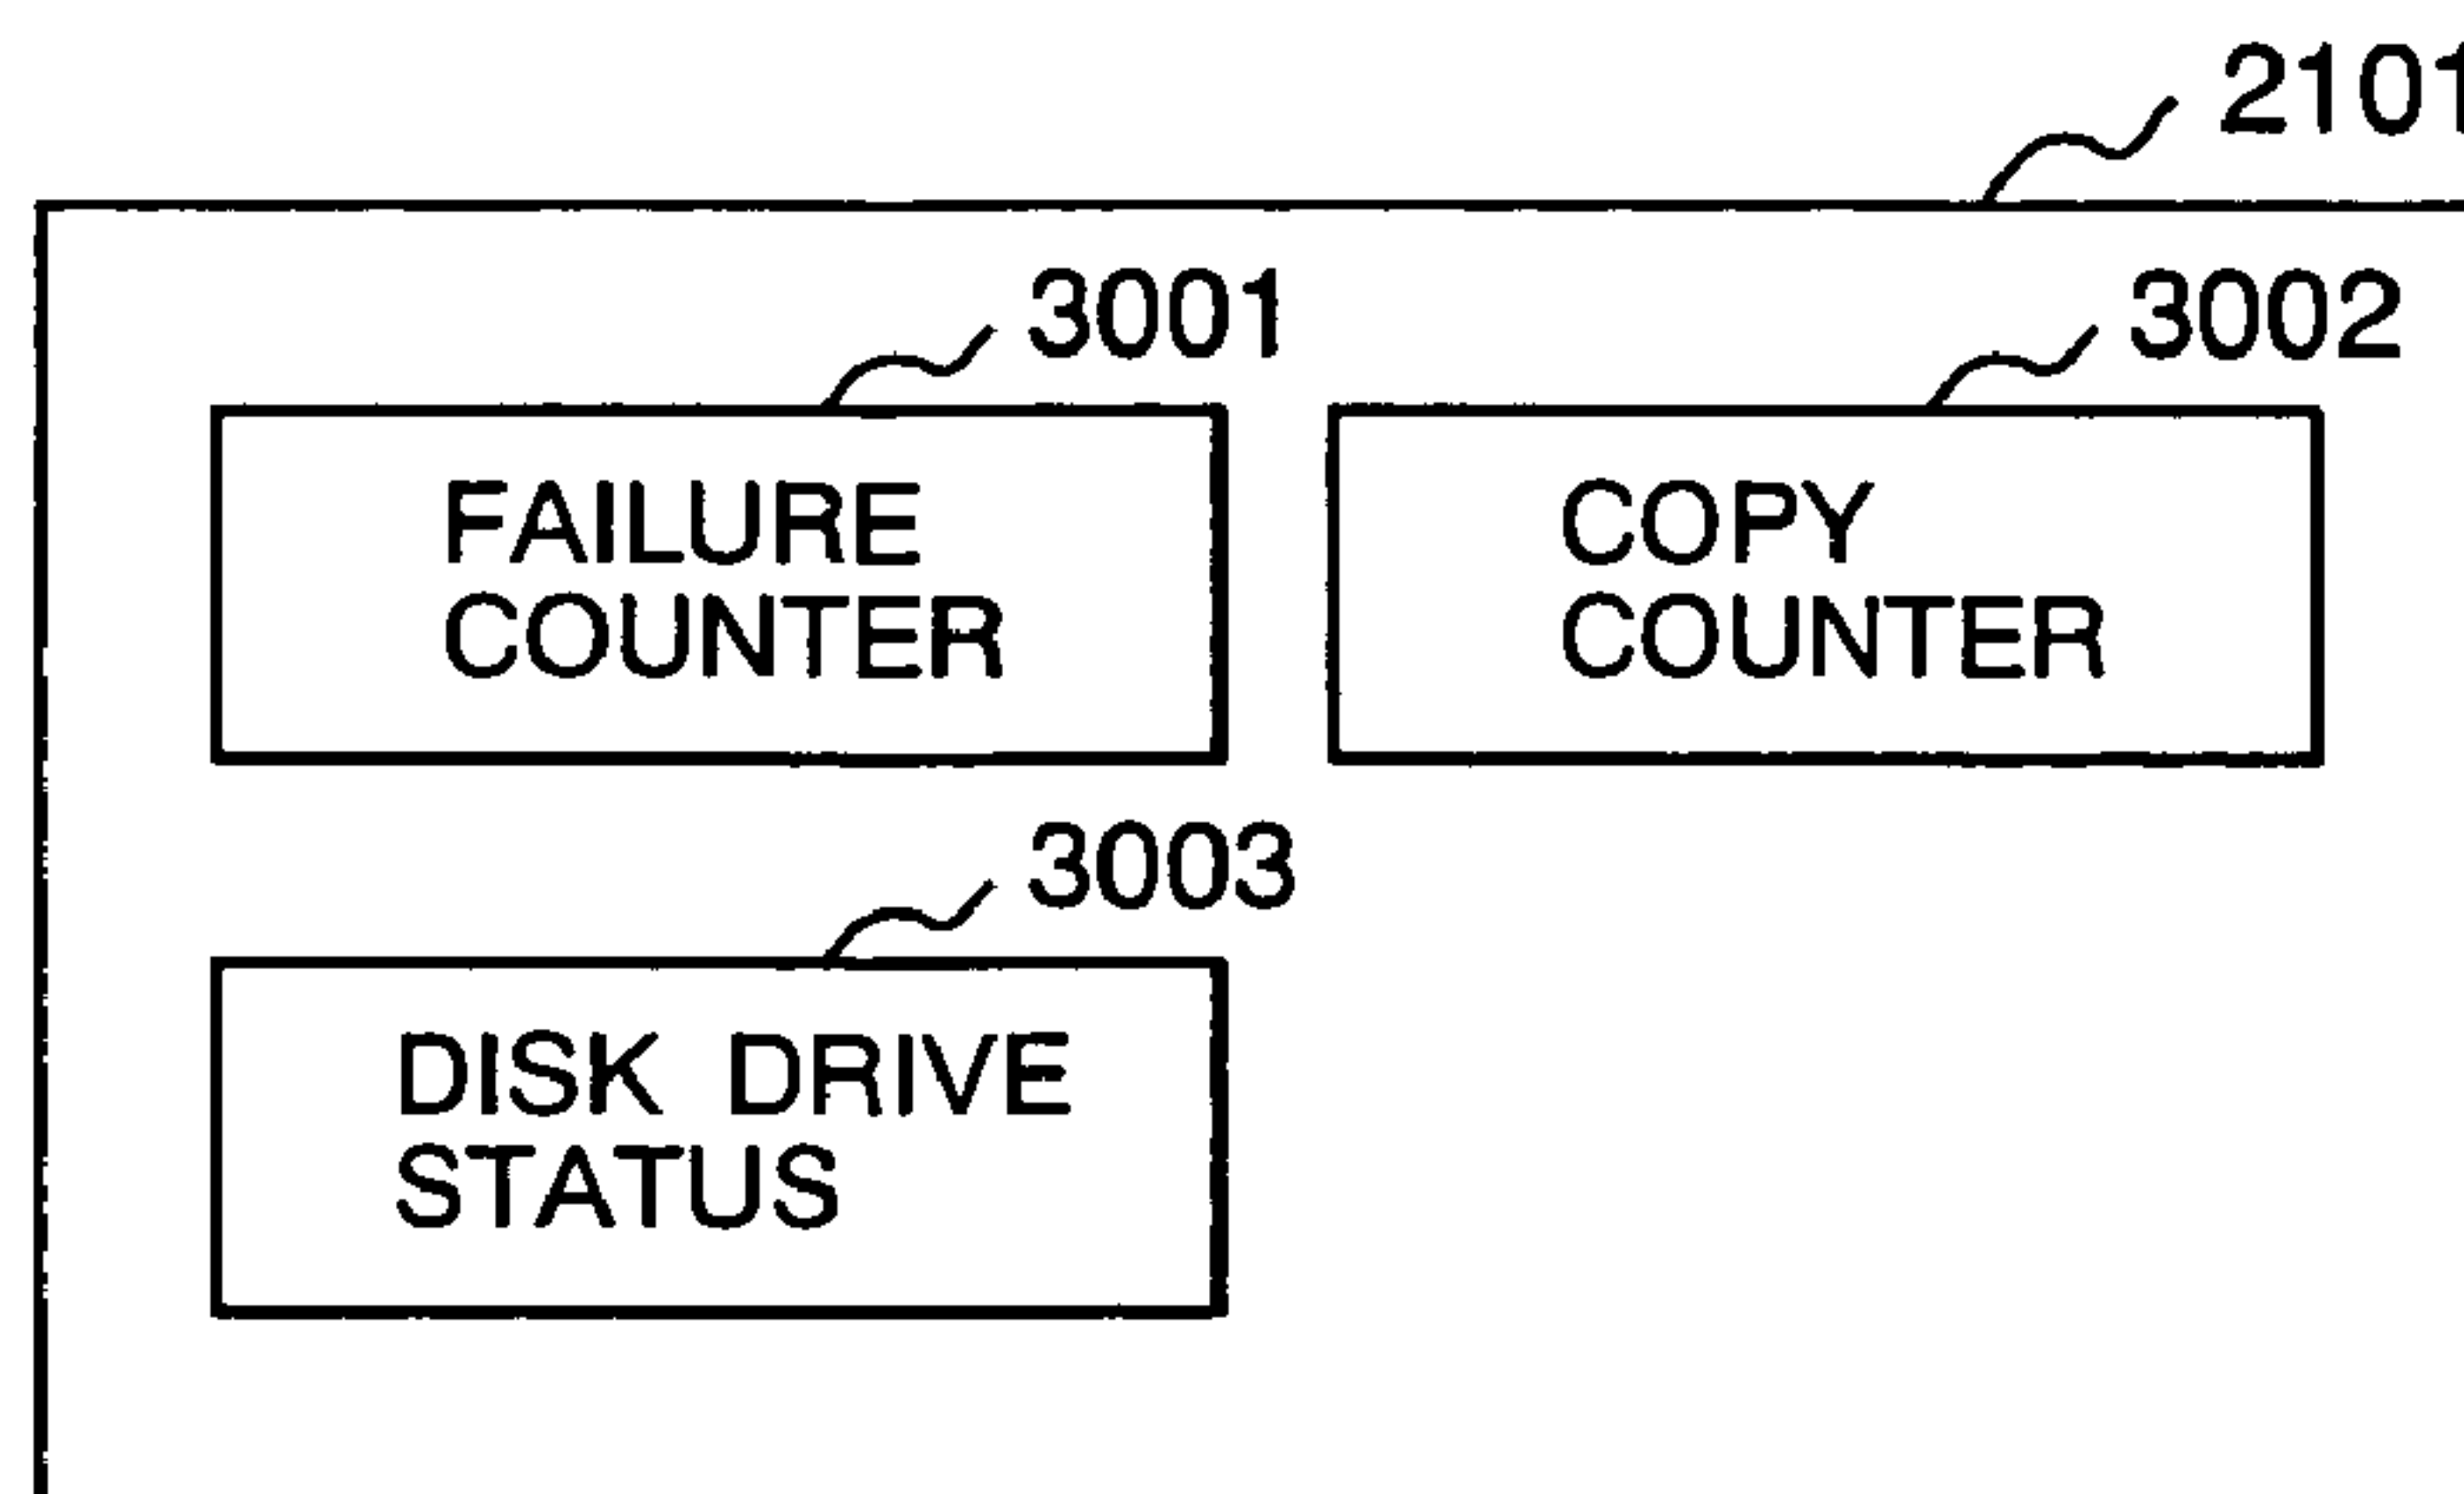 2101
3001
3002
FAILURE
COUNTER
COPY
COUNTER
3003
DISK DRIVE
STATUS